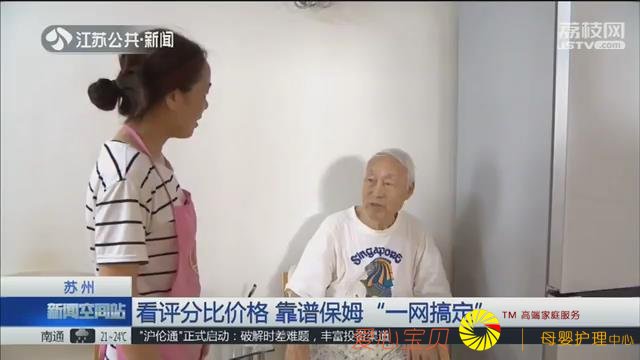 江苏公共·新闻
荔枝网
JSTV.com
Singapore
苏州
新闻空间站
看评分比价格 靠谱保姆“一网搞定”
TM 高端家庭服务
南通
21~24℃
"沪伦通"正式启动：破解时差难题，丰富投资渠道
母婴护理中心